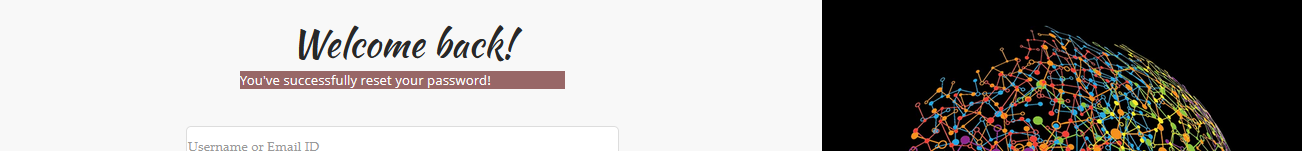 Welcome back!
You've successfully reset your password!
Username or Email ID